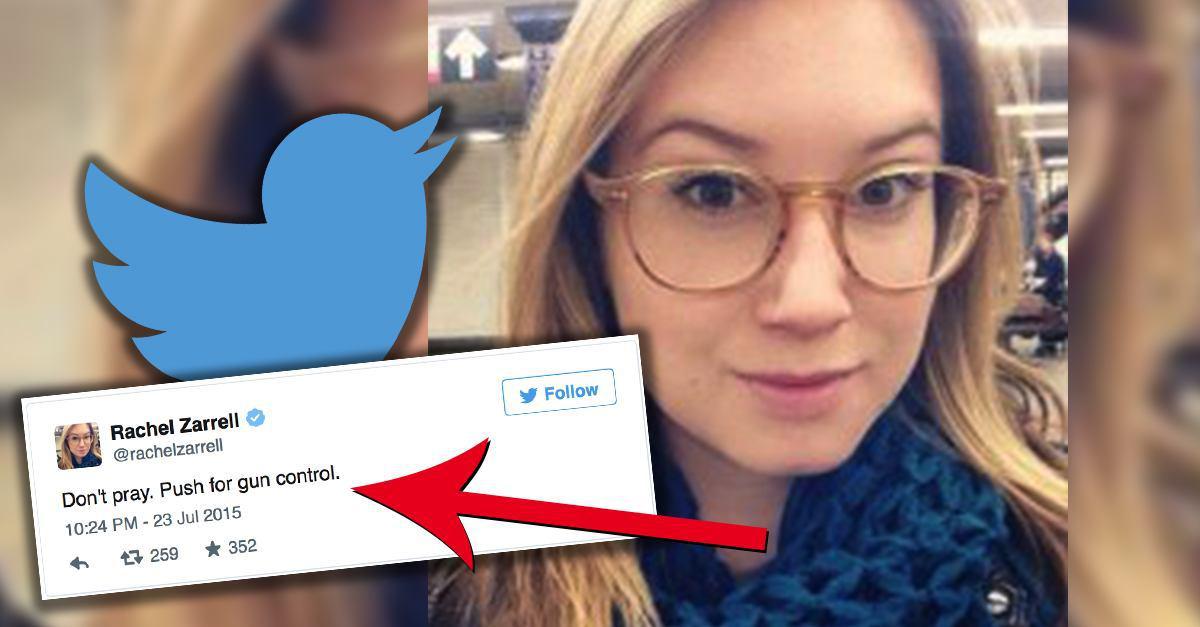 Rachel Zarrell
@rachelzarrell
Follow
Don't pray. Push for gun control.
10:24 PM - 23 Jul 2015
259 352